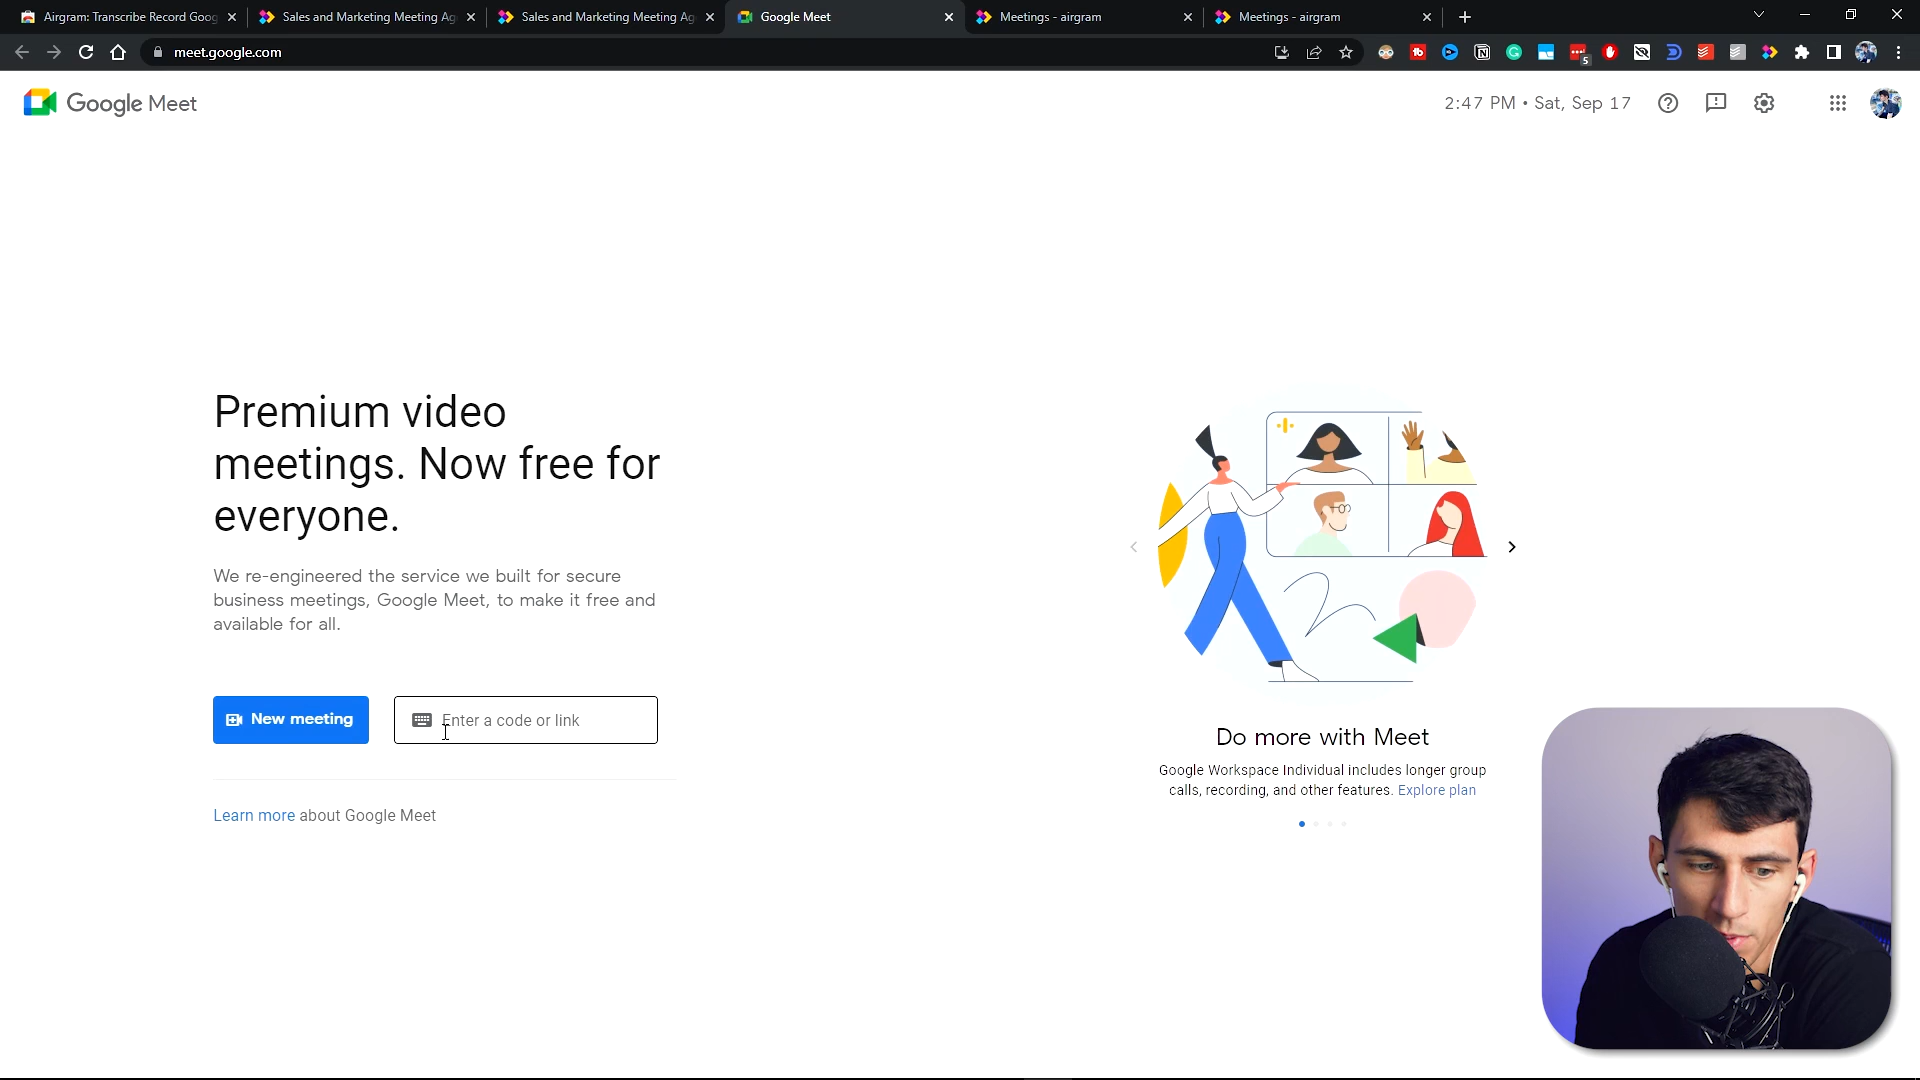 Airgram: Transcribe Record Goog
Sales and Marketing Meeting Ag
Sales and Marketing Meeting Ag
Google Meet
Meetings - airgram
Meetings - airgram
meet.google.com
5
Google Meet
2:47 PM • Sat, Sep 17
Premium video
meetings. Now free for
everyone.
We re-engineered the service we built for secure
business meetings, Google Meet, to make it free and
available for all.
New meeting
Enter a code or link
Learn more about Google Meet
Do more with Meet
Google Workspace Individual includes longer group
calls, recording, and other features. Explore plan